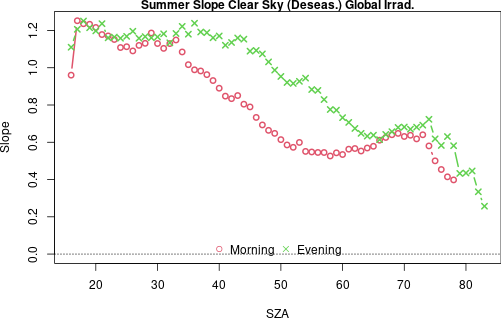 Summer Slope Clear Sky (Deseas.) Global Irrad.
Slope
1.2
1.0
0.8
0.6
0.4
0.2
0.0
Morning Evening
20 30 40 50 60 70 80
SZA